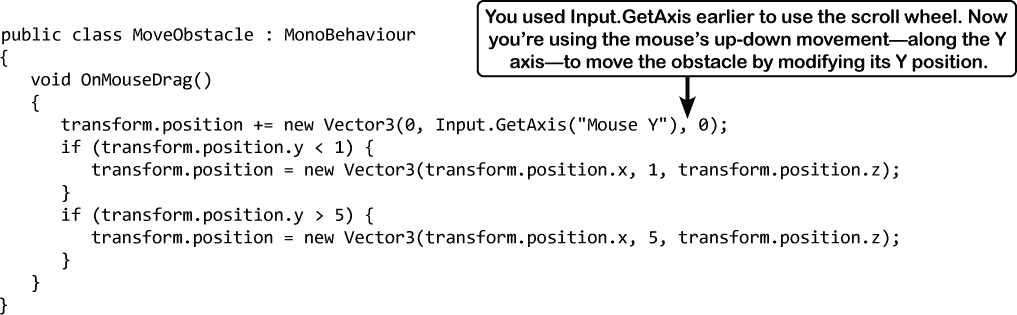 You used Input.GetAxis earlier to use the scroll wheel. Now
you’re using the mouse’s up-down movement—along the Y
axis—to move the obstacle by modifying its Y position.
public class MoveObstacle : MonoBehaviour
{
void OnMouseDrag()
{
transform.position += new Vector3(0, Input.GetAxis("Mouse Y"), 0);
if (transform.position.y < 1) {
transform.position = new Vector3(transform.position.x, 1, transform.position.z);
}
if (transform.position.y > 5) {
transform.position = new Vector3(transform.position.x, 5, transform.position.z);
}
}
}